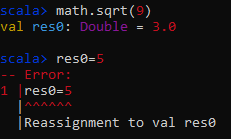 scala> math.sqrt(9)
val res0: Double = 3.0
scala> res0=5
-- Error:
1 |res0=5
  |^^^^^^
  |Reassignment to val res0